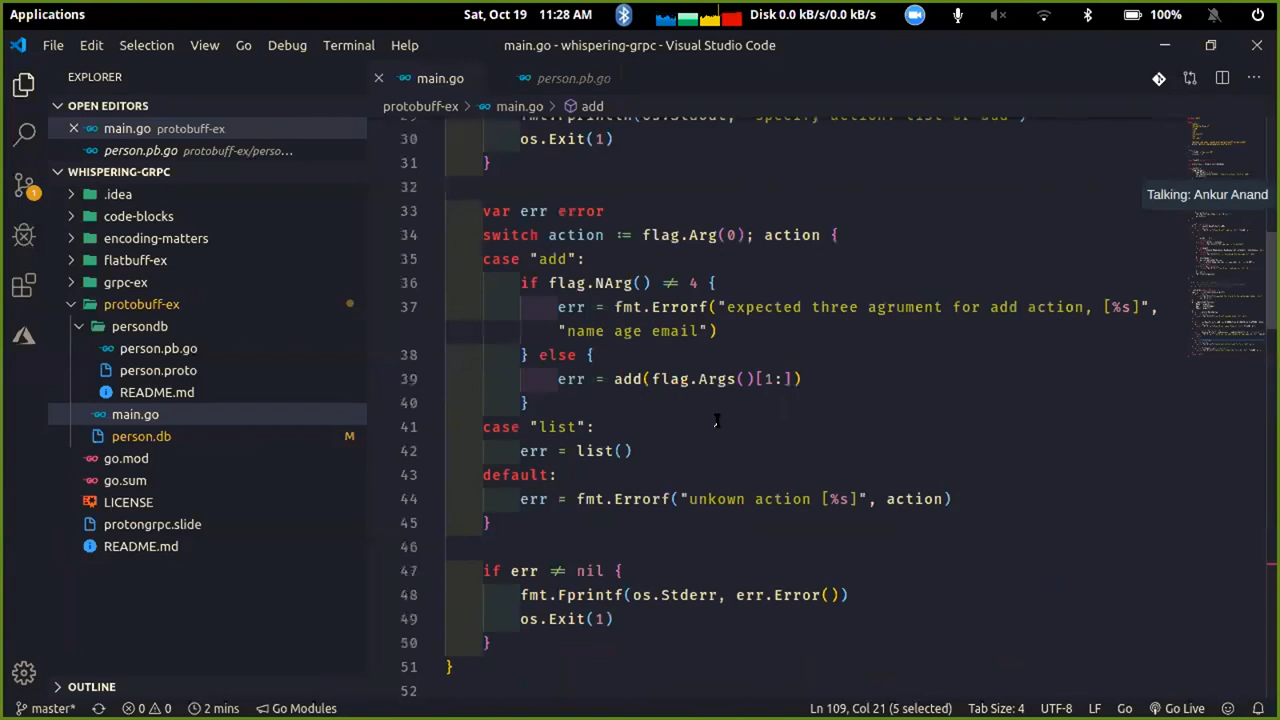 Applications Sat, Oct 19 11:28 AM Disk 0.0 kB/s/0.0 kB/s 100%
File Edit Selection View Go Debug Terminal Help main.go - whispering-grpc - Visual Studio Code
EXPLORER
main.go person.pb.go
OPEN EDITORS
protobuff-ex > main.go > add
main.go protobuff-ex
person.pb.go protobuff-ex/perso...
WHISPERING-GRPC
.idea
code-blocks
encoding-matters
flatbuff-ex
grpc-ex
protobuff-ex
persondb
person.pb.go
person.proto
README.md
main.go
person.db M
go.mod
go.sum
LICENSE
protongrpc.slide
README.md
OUTLINE
1
30 os.Exit(1)
31 }
32
33 var err error
34 switch action := flag.Arg(0); action {
35 case "add":
36 if flag.NArg() ≠ 4 {
37 err = fmt.Errorf("expected three agrument for add action, [%s]",
"name age email")
38 } else {
39 err = add(flag.Args()[1:])
40 }
41 case "list":
42 err = list()
43 default:
44 err = fmt.Errorf("unkown action [%s]", action)
45 }
46
47 if err ≠ nil {
48 fmt.Fprintf(os.Stderr, err.Error())
49 os.Exit(1)
50 }
51 }
52
Talking: Ankur Anand
master* 0 0 2 mins Go Modules Ln 109, Col 21 (5 selected) Tab Size: 4 UTF-8 LF Go Go Live